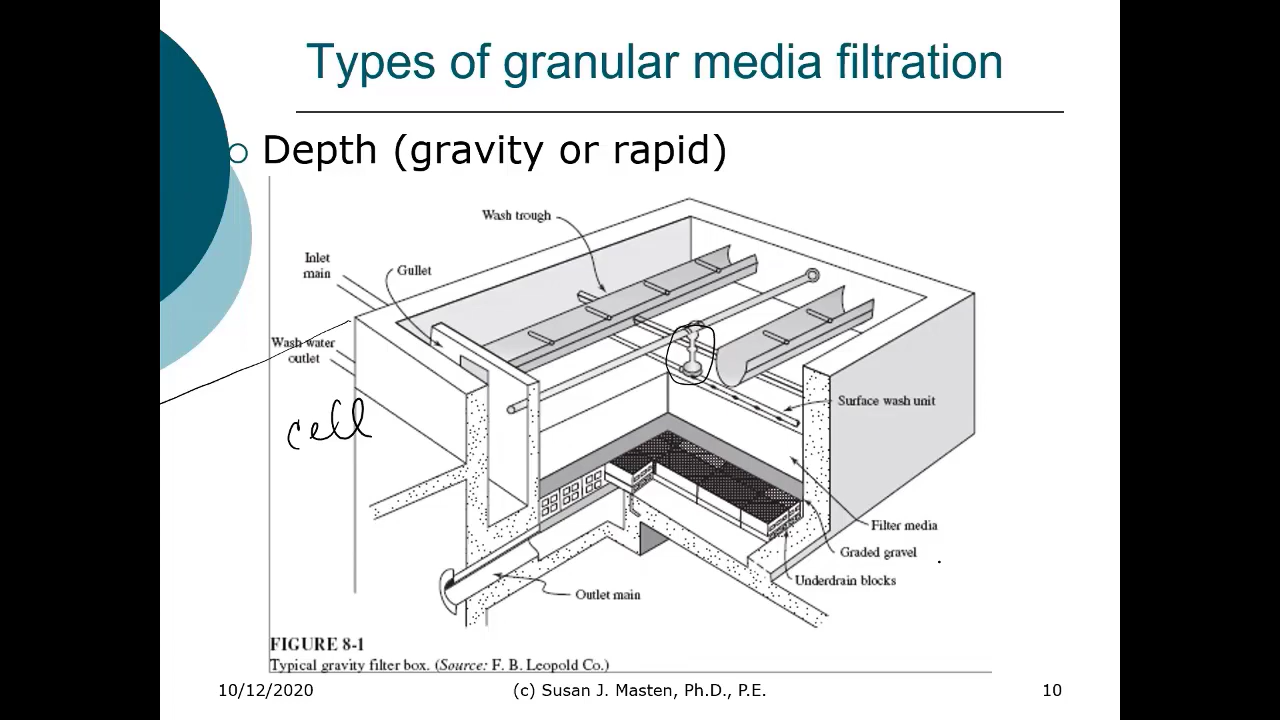 Types of granular media filtration
Depth (gravity or rapid)
Wash trough
Inlet
main
Gullet
Wash water
outlet
cell
Surface wash unit
Filter media
Graded gravel
Underdrain blocks
Outlet main
FIGURE 8-1
Typical gravity filter box. (Source: F. B. Leopold Co.)
10/12/2020
(c) Susan J. Masten, Ph.D., P.E.
10